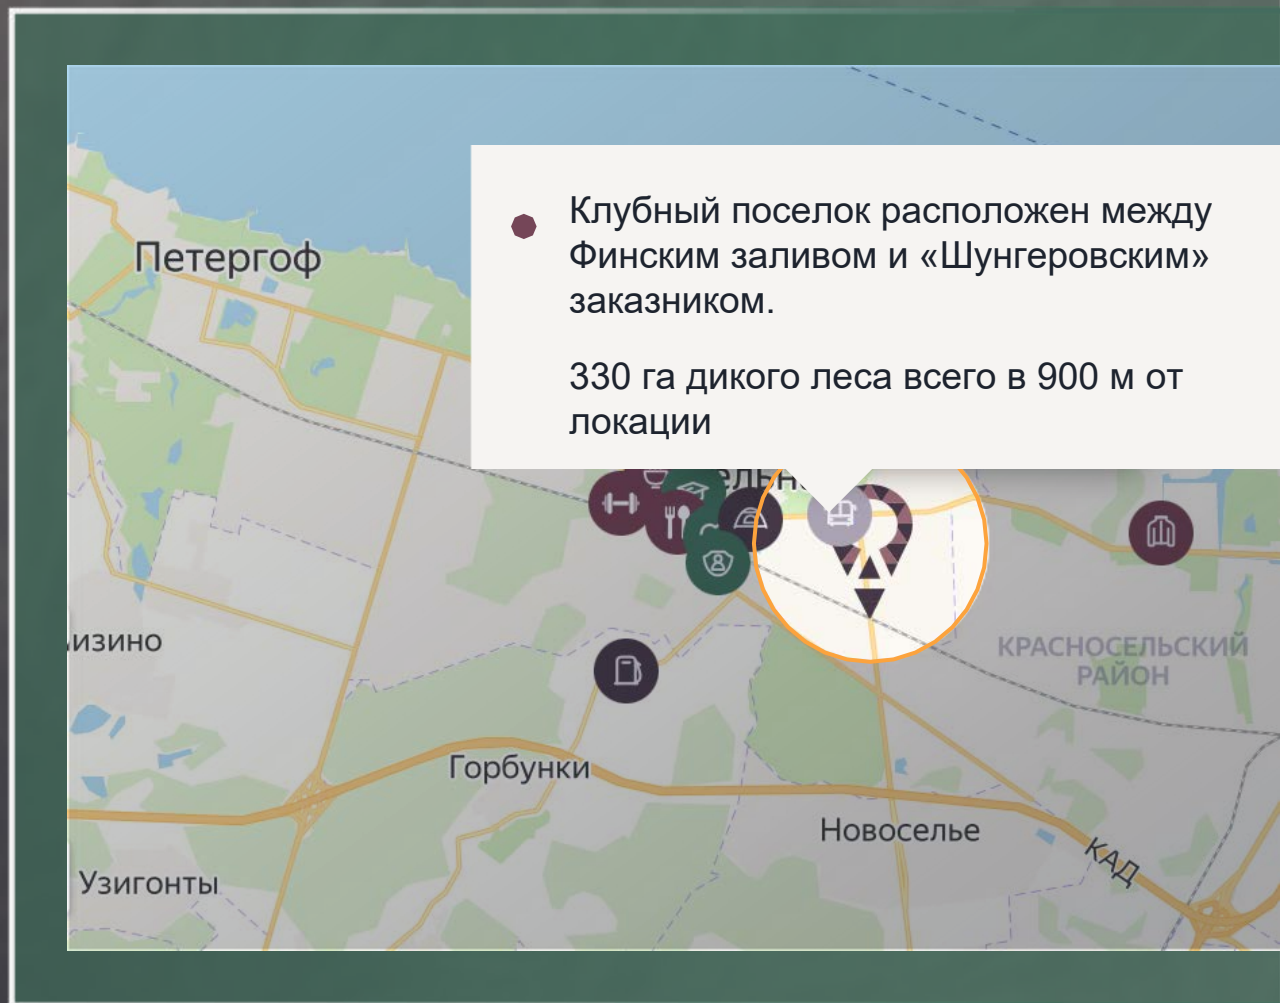 Клубный поселок расположен между
Финским заливом и «Шунгеровским»
заказником.
330 га дикого леса всего в 900 м от
локации
Петергоф
КРАСНОСЕЛЬСКИЙ
РАЙОН
Горбунки
Новоселье
КАД
Узигонты